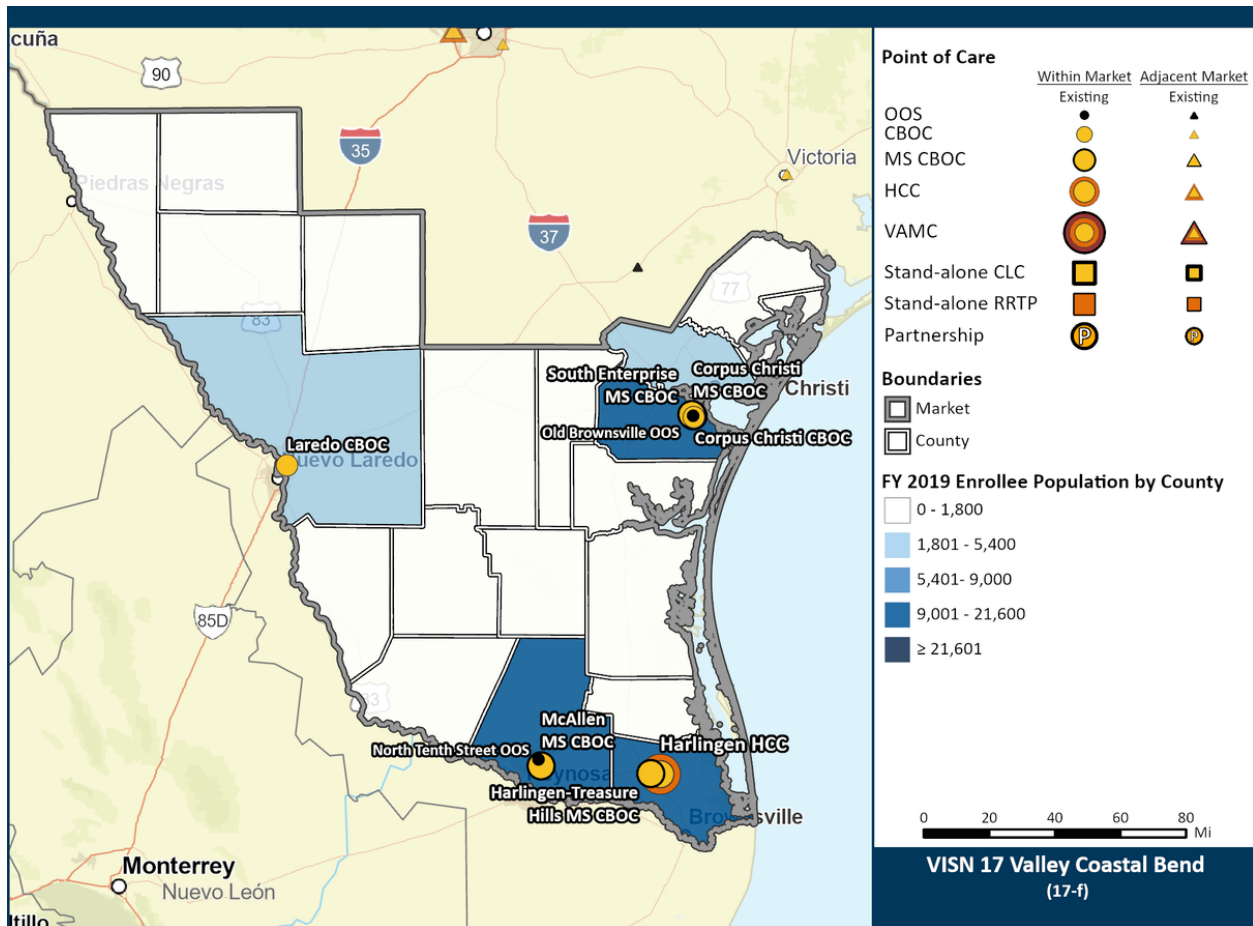 cuña
90
35
Victoria
Piedras Negras
37
77
83
South Enterprise
MS CBOC
Corpus Christi
MS CBOC
Christi
Old Brownsville OOS
Corpus Christi CBOC
Laredo CBOC
Nuevo Laredo
85D
83
McAllen
MS CBOC
North Tenth Street OOS
Harlingen HCC
Reynosa
Harlingen-Treasure
Hills MS CBOC
Brownsville
Monterrey
Nuevo León
ltillo
Point of Care
Within Market Adjacent Market
Existing Existing
OOS
CBOC
MS CBOC
HCC
VAMC
Stand-alone CLC
Stand-alone RRTP
Partnership P P
Boundaries
Market
County
FY 2019 Enrollee Population by County
0 - 1,800
1,801 - 5,400
5,401- 9,000
9,001 - 21,600
≥ 21,601
0 20 40 60 80
Mi
VISN 17 Valley Coastal Bend
(17-f)